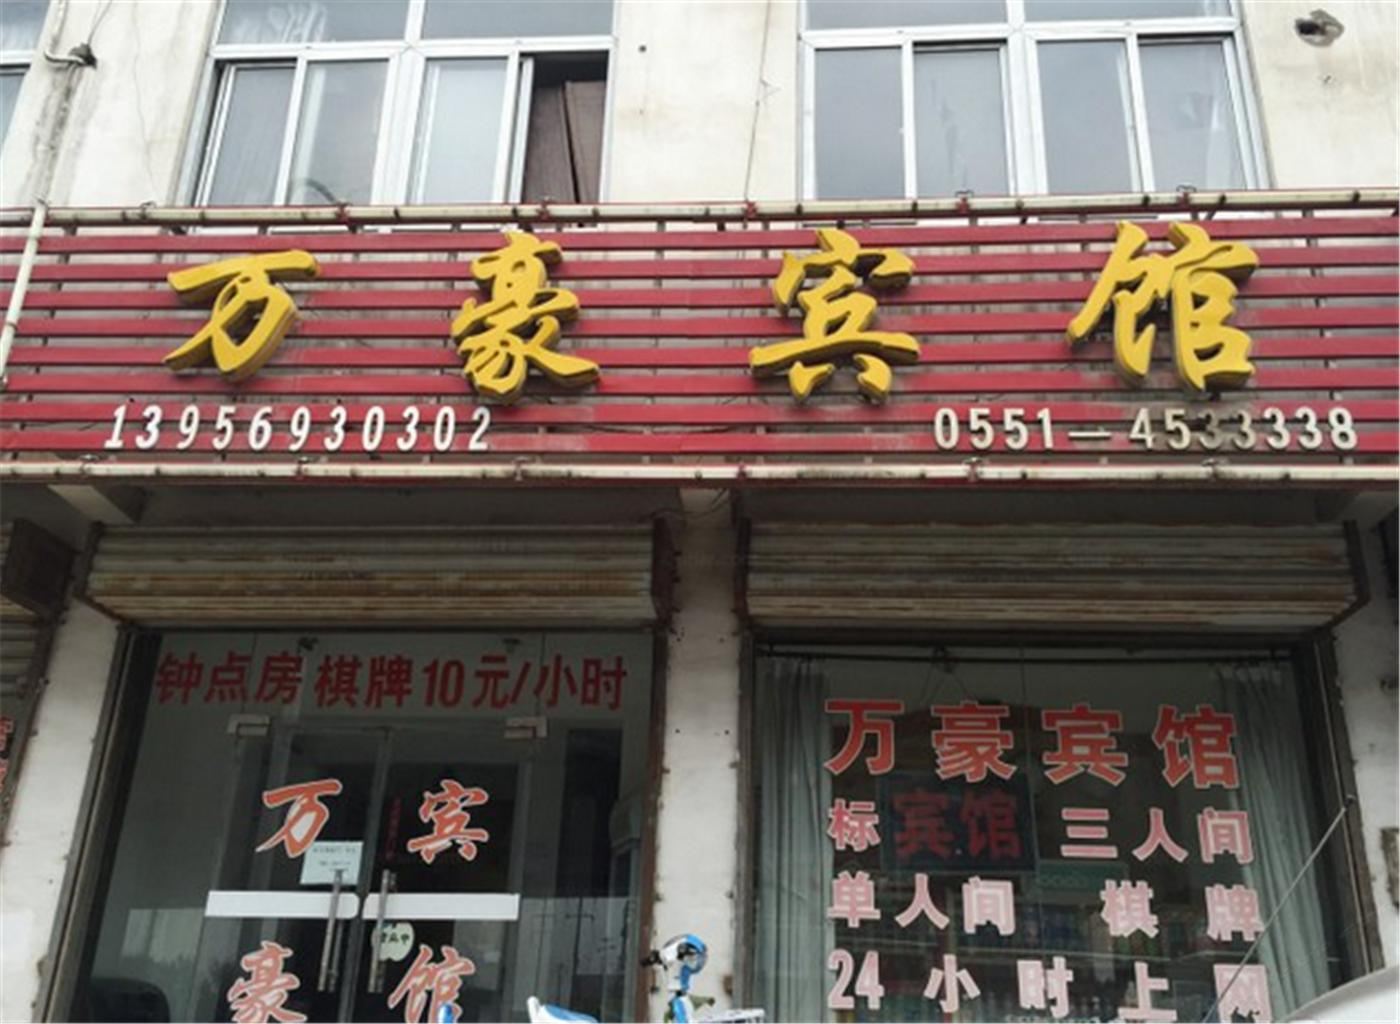 万豪宾馆
13956930302
0551-4533338
钟点房 棋牌10元/小时
万宾
豪馆
万豪宾馆
标 三人间
宾馆
单人间 棋牌
24小时上网